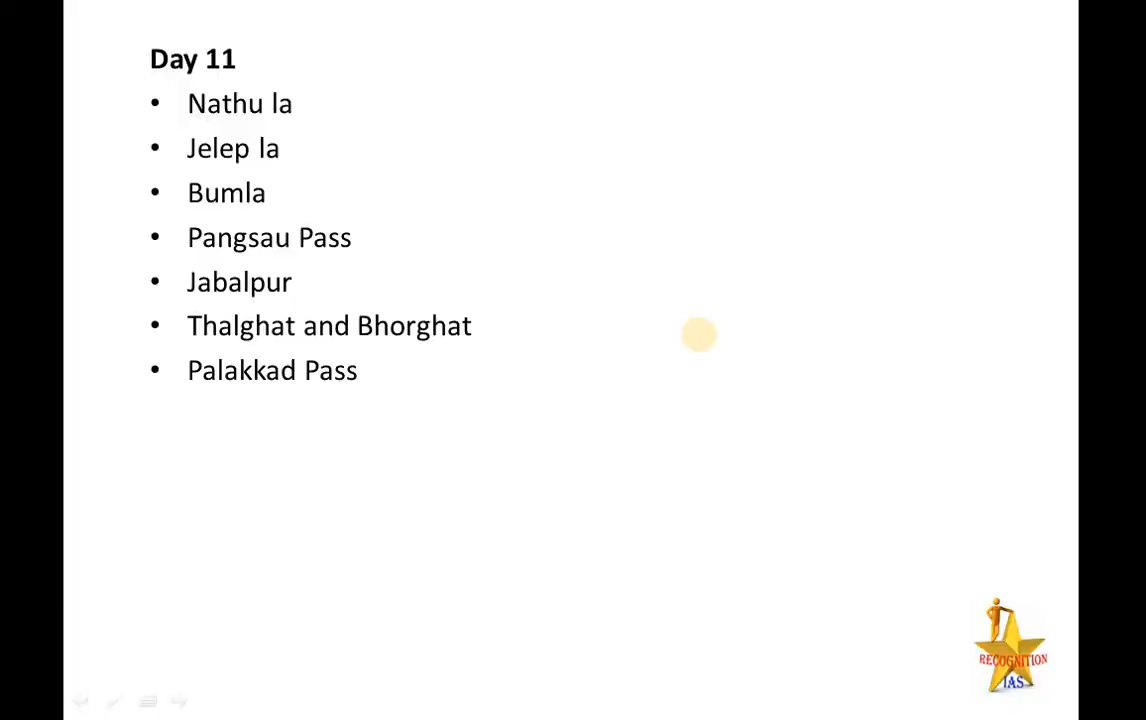 Day 11
• Nathu la
• Jelep la
• Bumla
• Pangsau Pass
• Jabalpur
• Thalghat and Bhorghat
• Palakkad Pass
RECOGNITION
IAS